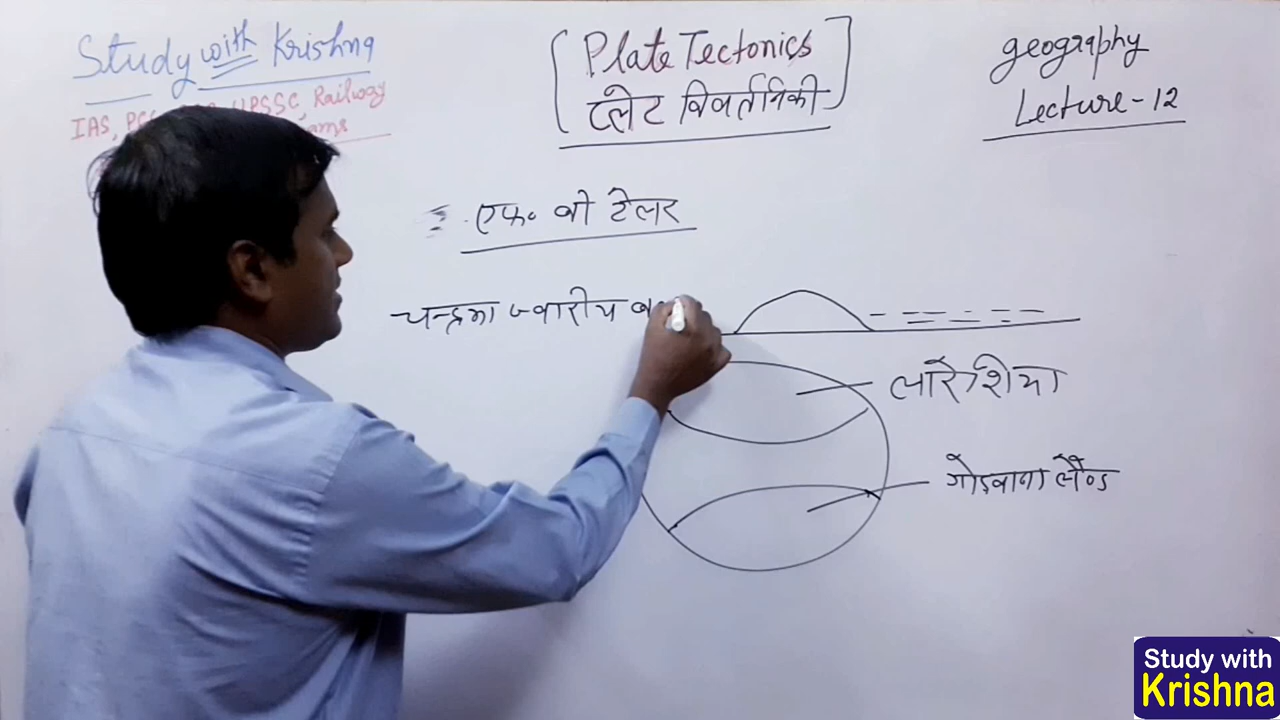 Study with Krishna
IAS, UPSSC, Railway
Plate Tectonics
प्लेट विवर्तनिकी
geography
Lecture-12
एफ० बी टेलर
चन्द्रमा ज्वारीय
लारेशिया
गोडवाना लैण्ड
Study with
Krishna